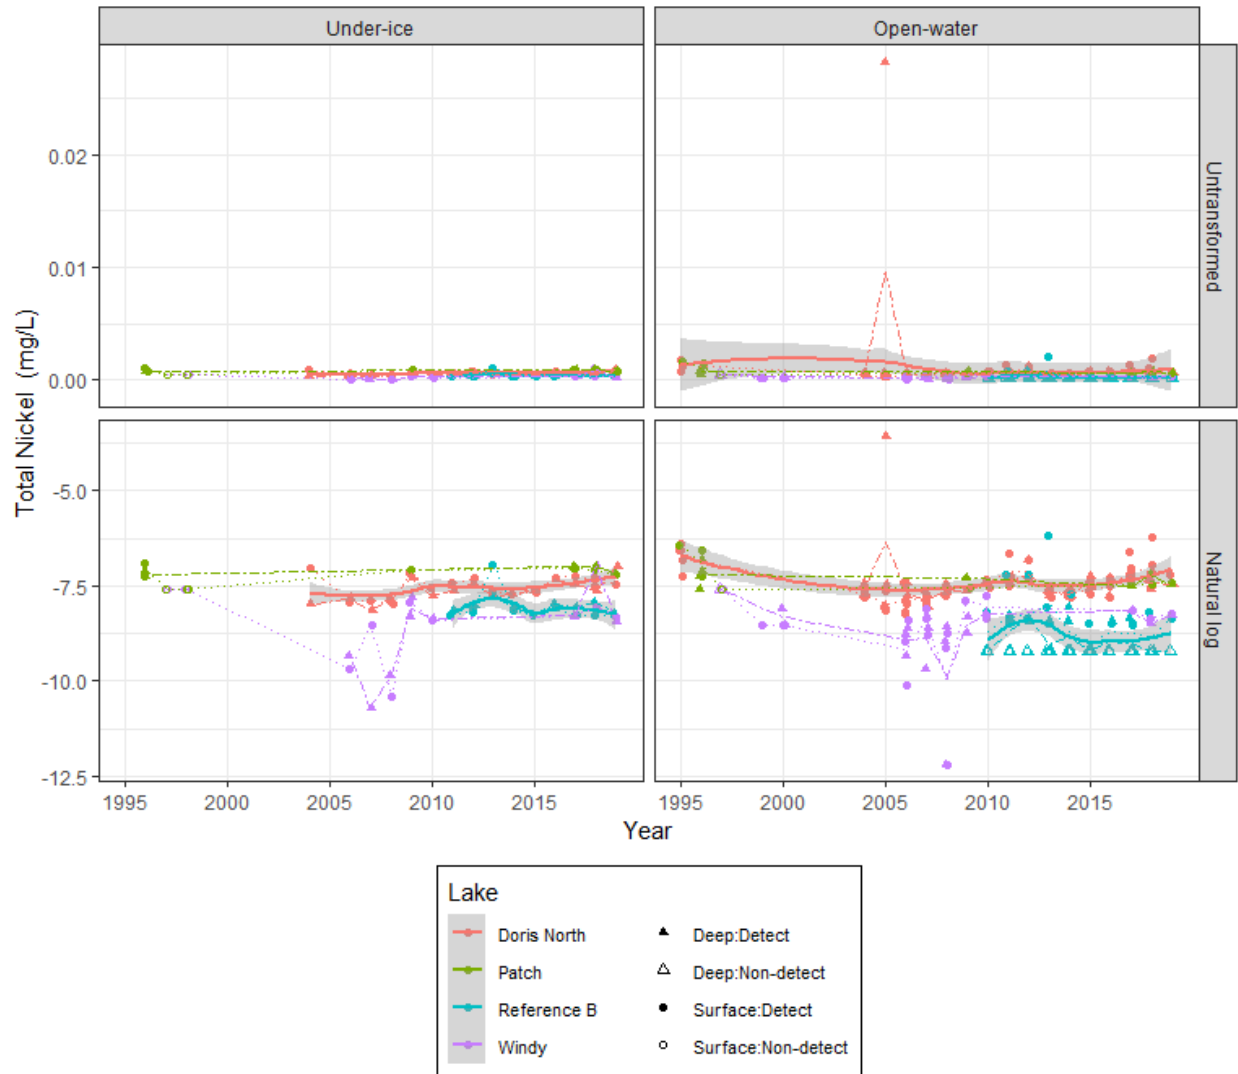 Under-ice
Open-water
Total Nickel (mg/L)
0.02
0.01
0.00
Untransformed
-5.0
-7.5
-10.0
-12.5
Natural log
1995
2000
2005
2010
2015
1995
2000
2005
2010
2015
Year
Lake
Doris North
Patch
Reference B
Windy
Deep:Detect
Deep:Non-detect
Surface:Detect
Surface:Non-detect